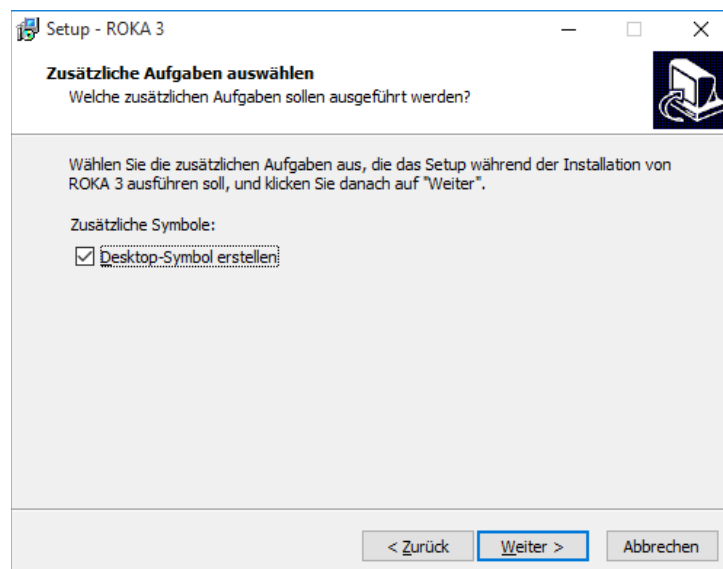 Setup - ROKA 3
Zusätzliche Aufgaben auswählen
Welche zusätzlichen Aufgaben sollen ausgeführt werden?
Wählen Sie die zusätzlichen Aufgaben aus, die das Setup während der Installation von
ROKA 3 ausführen soll, und klicken Sie danach auf "Weiter".
Zusätzliche Symbole:
Desktop-Symbol erstellen
< Zurück
Weiter >
Abbrechen